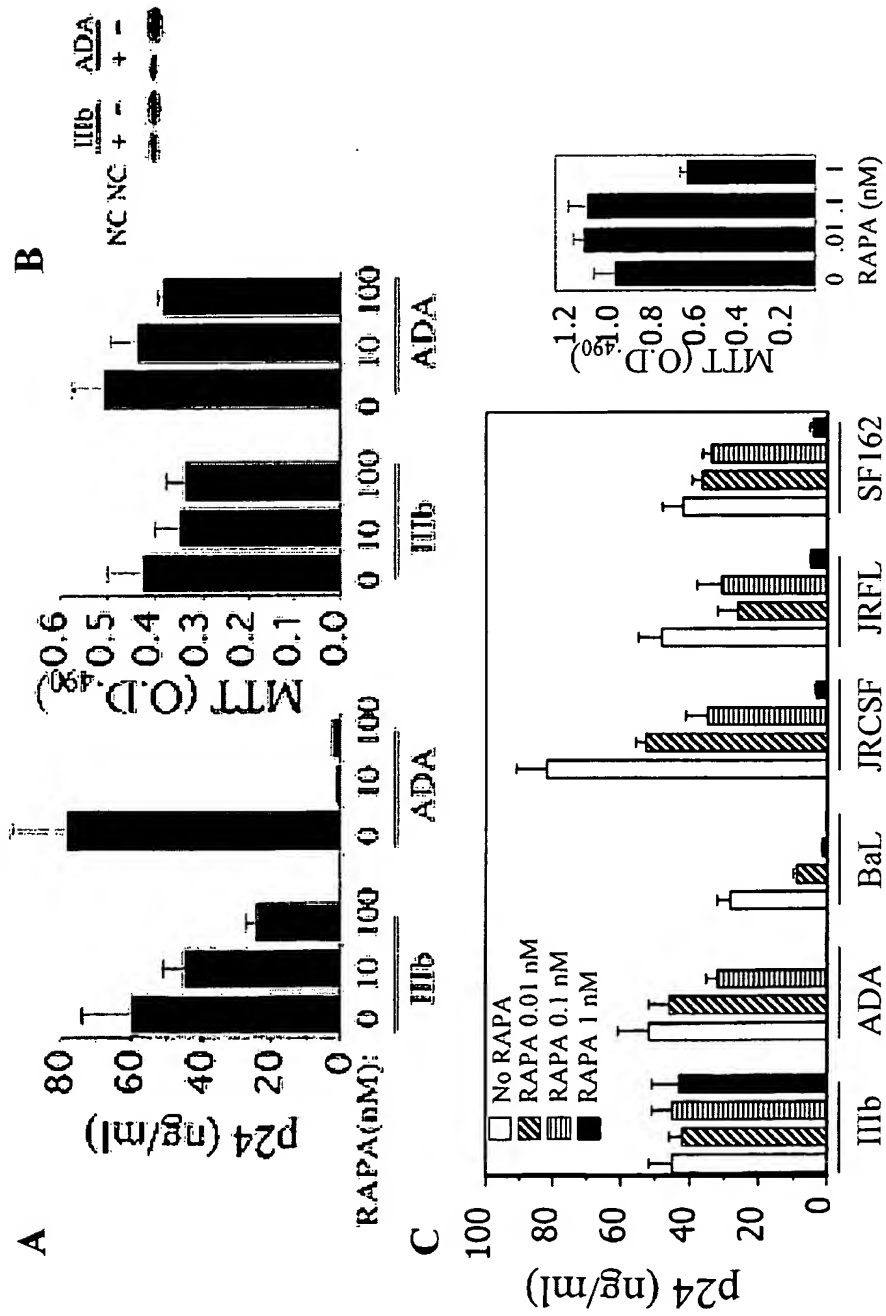 A
p24 (ng/ml)
80
60
40
20
0
RAPA(nM):
0 10 100 0 10 100
IIIb ADA
MTT (O.D.490)
0.6
0.5
0.4
0.3
0.2
0.1
0.0
0 10 100 0 10 100
IIIb ADA
B
IIIb ADA
NC NC + - + -
C
p24 (ng/ml)
100
80
60
40
20
0
No RAPA
RAPA 0.01 nM
RAPA 0.1 nM
RAPA 1 nM
IIIb ADA BaL JRCSF JRFL SF162
MTT (O.D.490)
1.2
1.0
0.8
0.6
0.4
0.2
0 .01 .1 1
RAPA (nM)